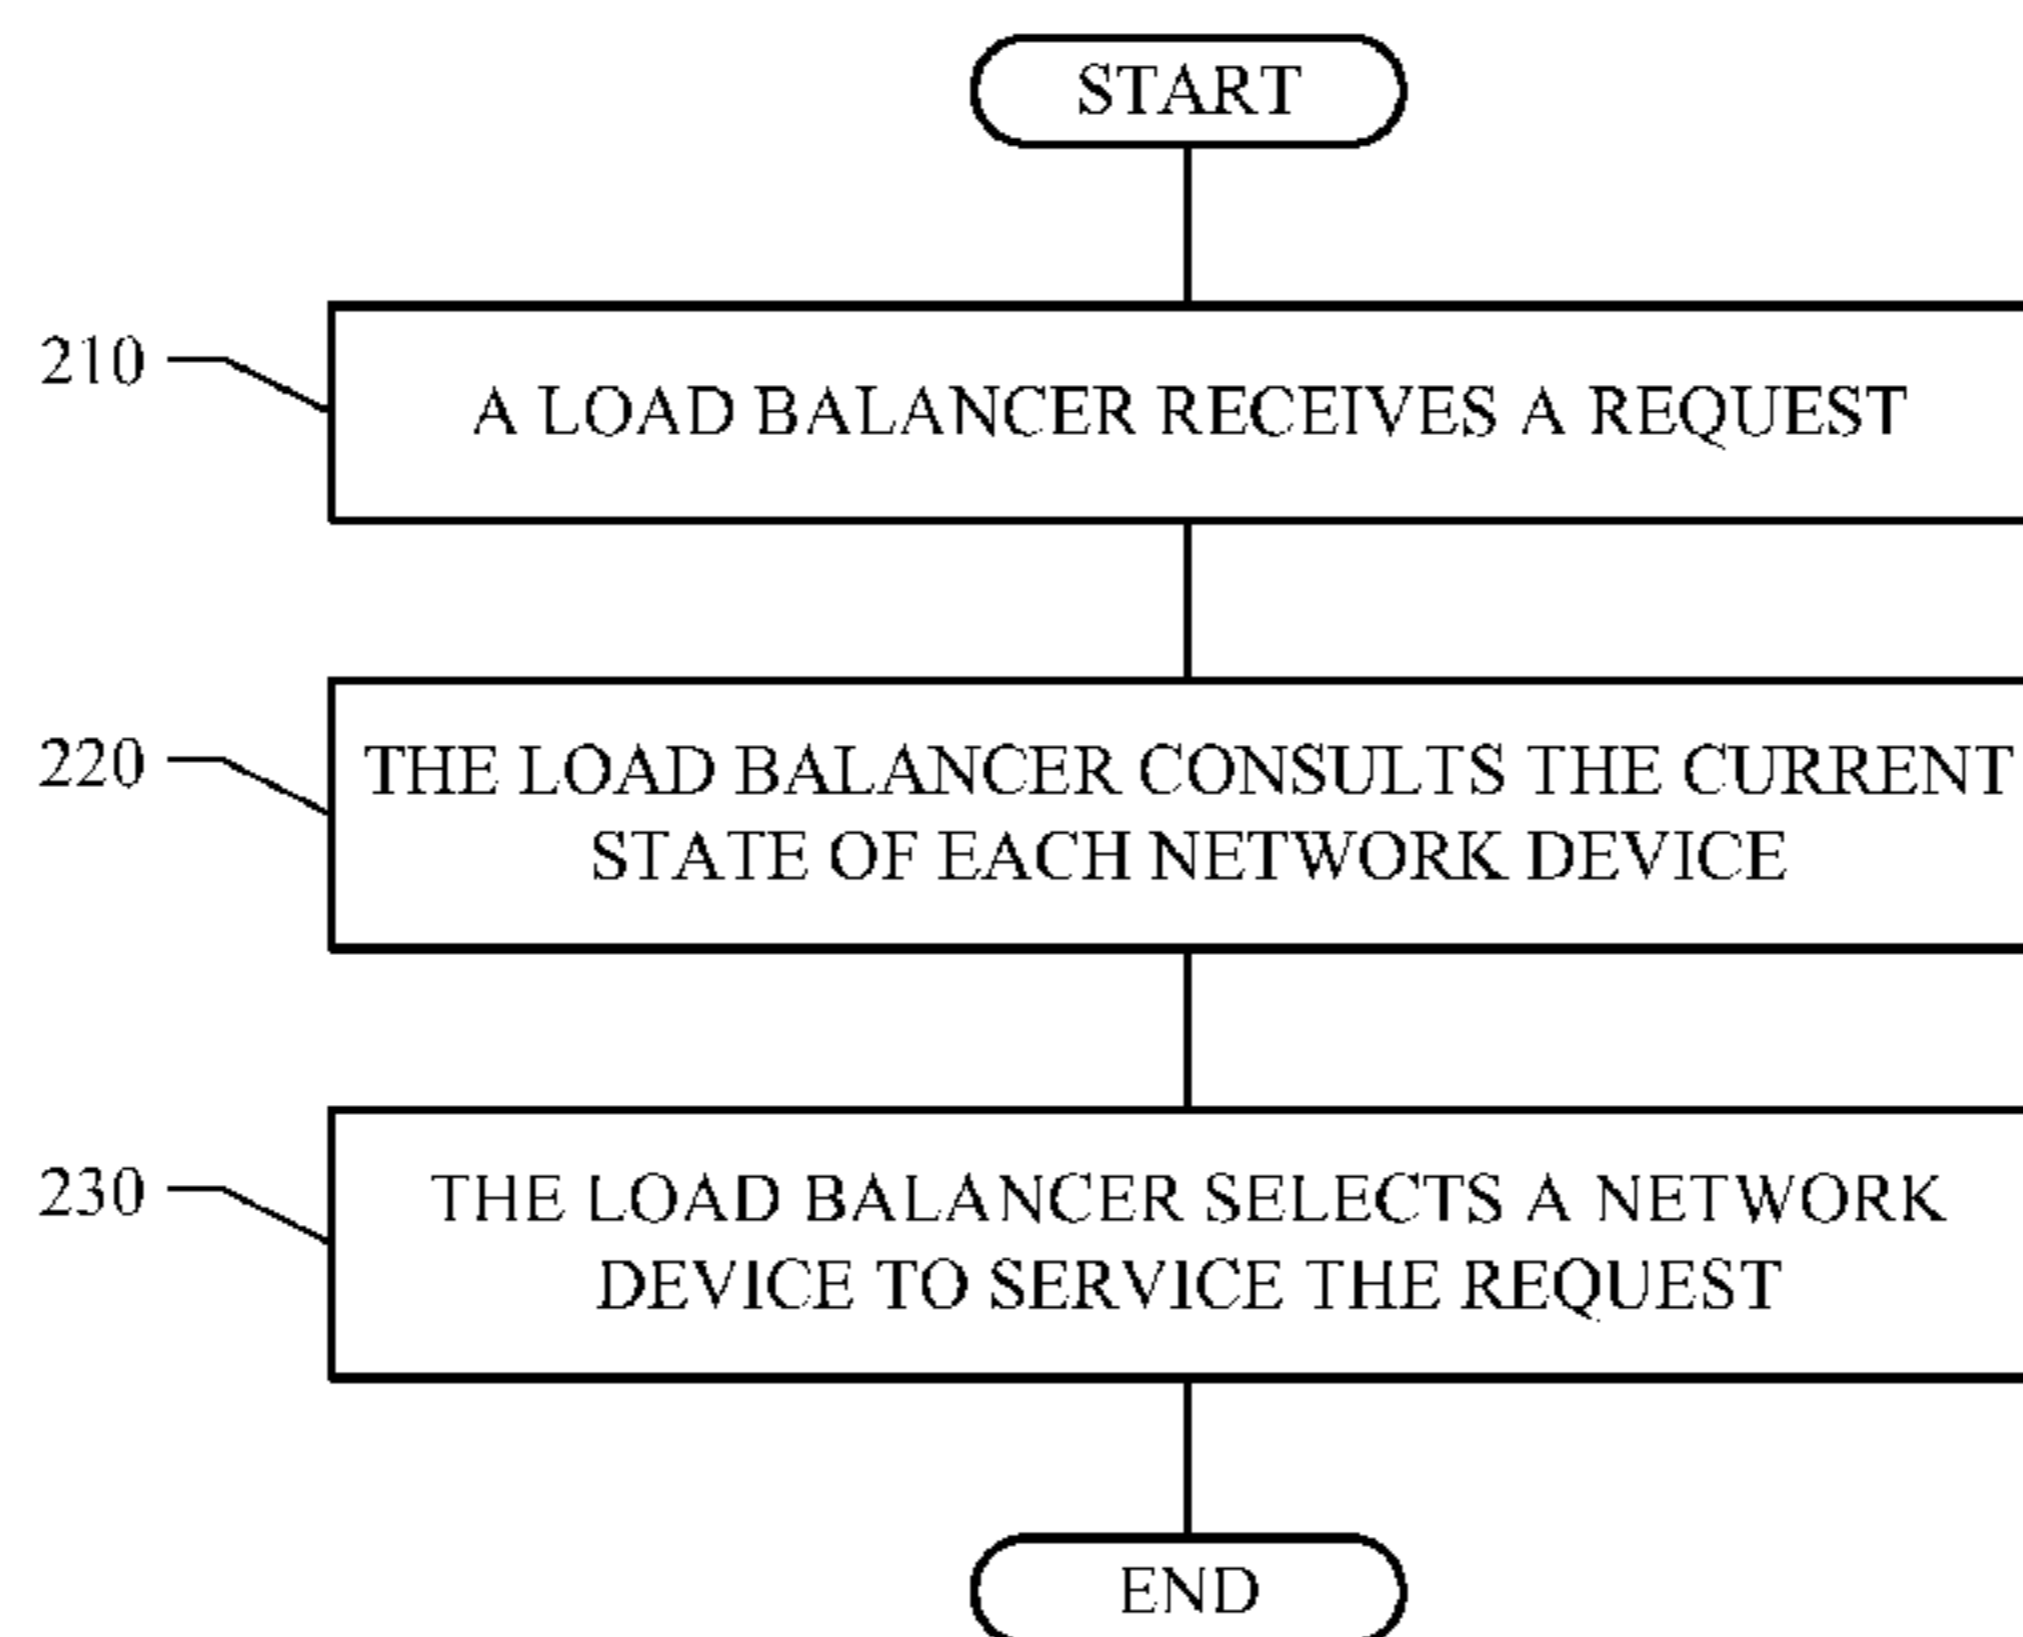 START
210
A LOAD BALANCER RECEIVES A REQUEST
220
THE LOAD BALANCER CONSULTS THE CURRENT
STATE OF EACH NETWORK DEVICE
230
THE LOAD BALANCER SELECTS A NETWORK
DEVICE TO SERVICE THE REQUEST
END